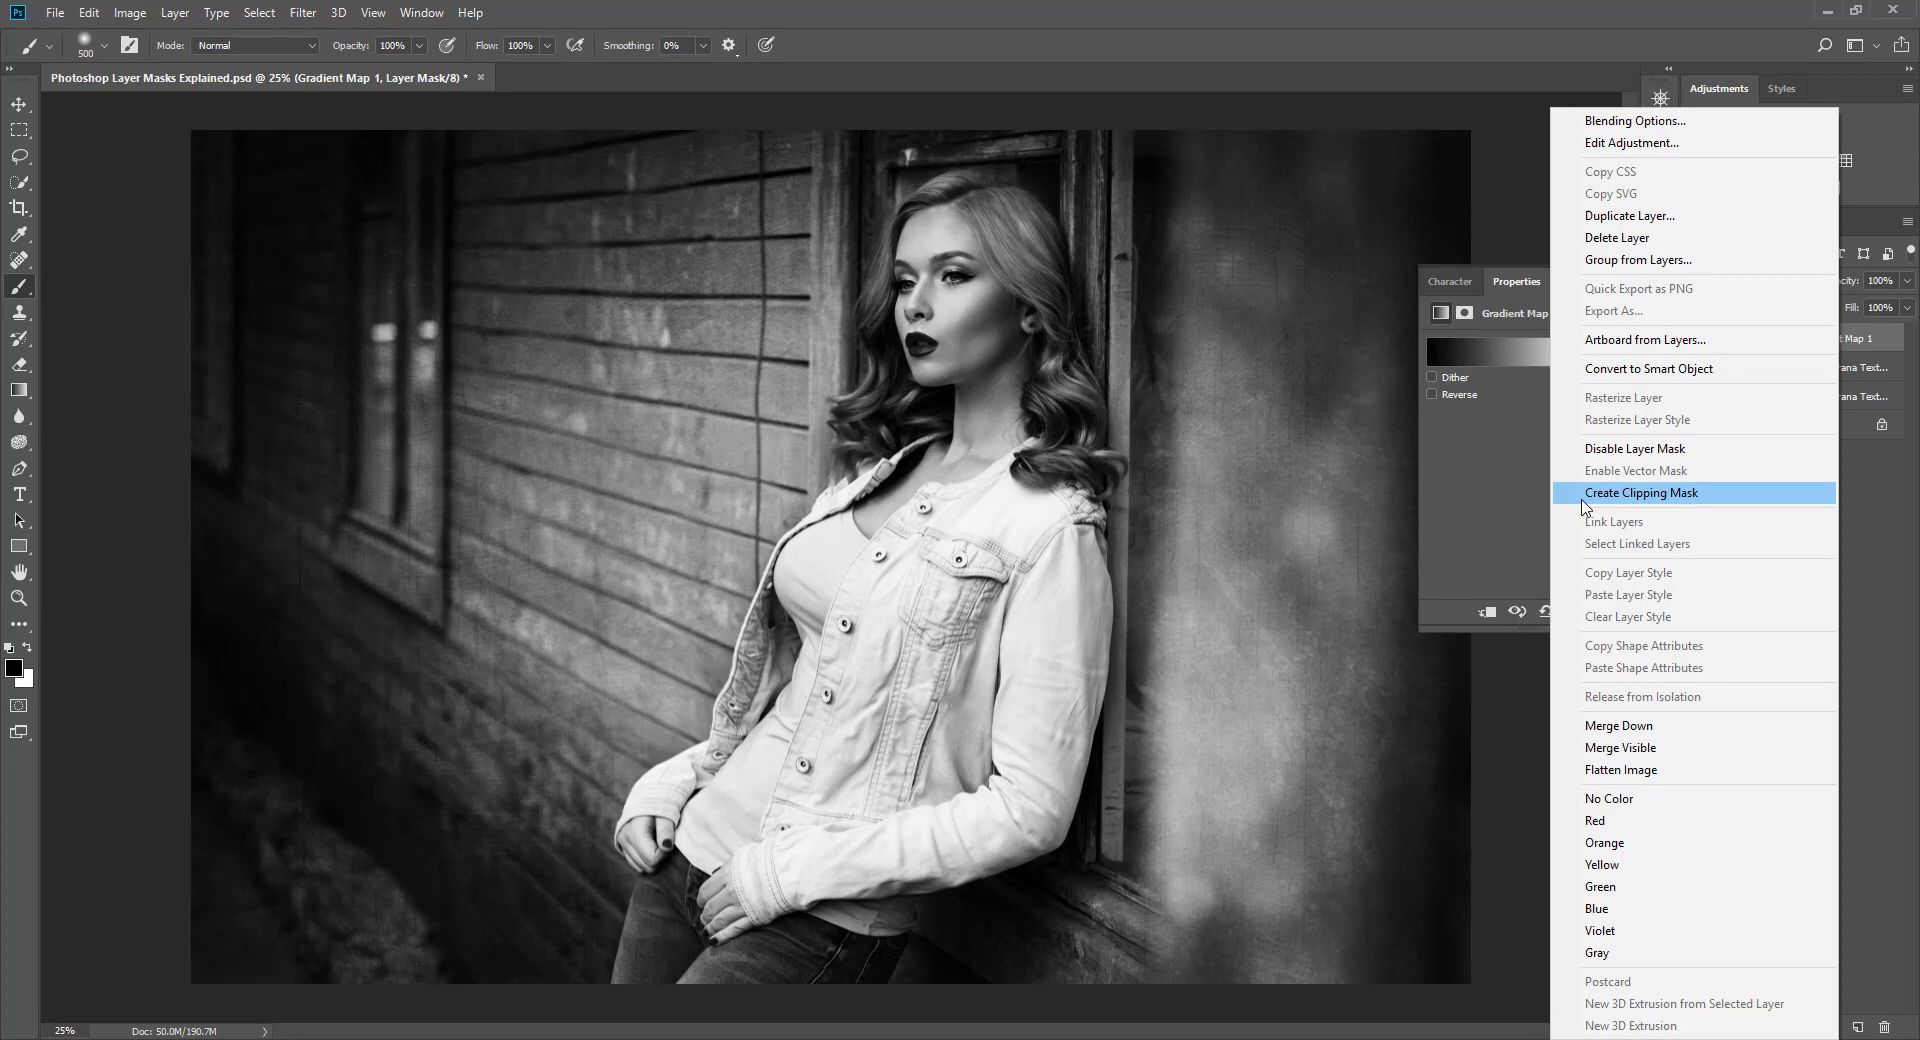 Ps File Edit Image Layer Type Select Filter 3D View Window Help
500 Mode: Normal Opacity: 100% Flow: 100% Smoothing: 0%
Photoshop Layer Masks Explained.psd @ 25% (Gradient Map 1, Layer Mask/8) *
Adjustments Styles
Blending Options...
Edit Adjustment...
Copy CSS
Copy SVG
Duplicate Layer...
Delete Layer
Group from Layers...
Quick Export as PNG
Export As...
Artboard from Layers...
Convert to Smart Object
Rasterize Layer
Rasterize Layer Style
Disable Layer Mask
Enable Vector Mask
Create Clipping Mask
Link Layers
Select Linked Layers
Copy Layer Style
Paste Layer Style
Clear Layer Style
Copy Shape Attributes
Paste Shape Attributes
Release from Isolation
Merge Down
Merge Visible
Flatten Image
No Color
Red
Orange
Yellow
Green
Blue
Violet
Gray
Postcard
New 3D Extrusion from Selected Layer
New 3D Extrusion
Character Properties
Gradient Map
Dither
Reverse
100%
Fill: 100%
Map 1
Text...
Text...
25% Doc: 50.0M/190.7M